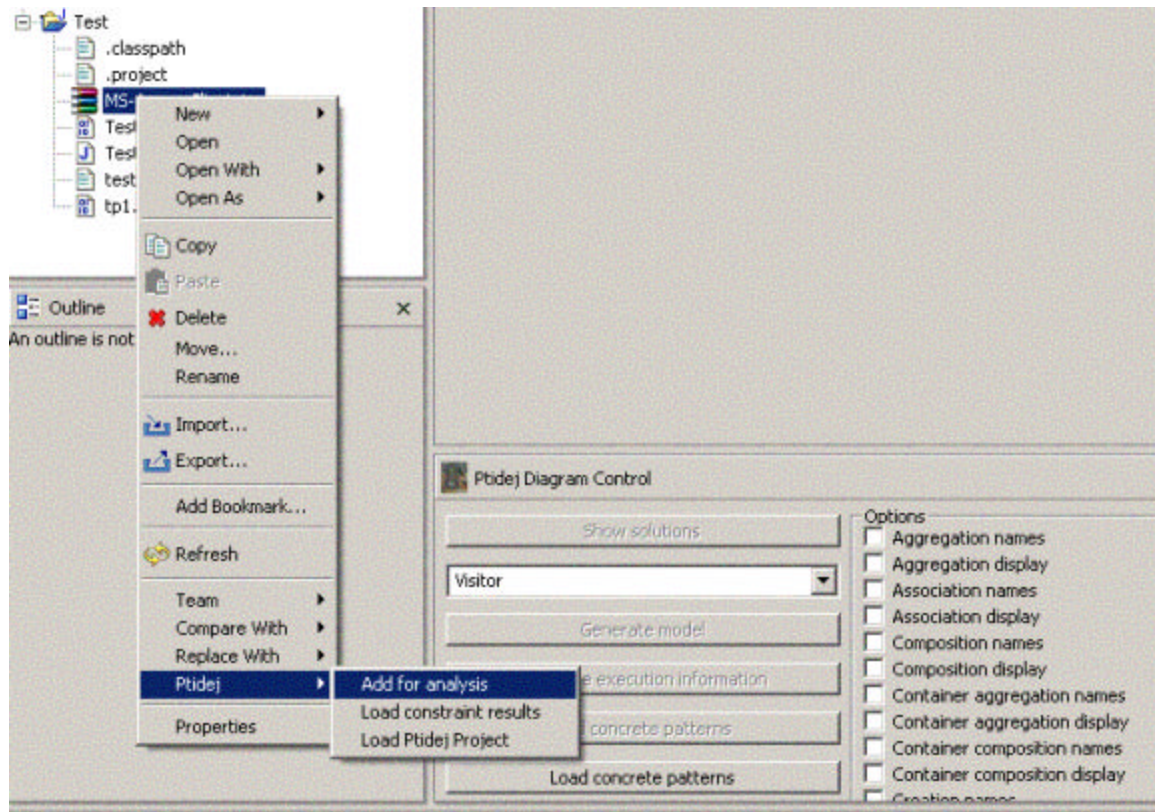 Test
.classpath
.project
MS-
Test
Test
test
tp1.
New
Open
Open With
Open As
Copy
Paste
Delete
Move...
Rename
Import...
Export...
Add Bookmark...
Refresh
Team
Compare With
Replace With
Ptidej
Properties
Add for analysis
Load constraint results
Load Ptidej Project
Outline
An outline is not
Ptidej Diagram Control
Show solutions
Visitor
Generate model
execution information
concrete patterns
Load concrete patterns
Options
Aggregation names
Aggregation display
Association names
Association display
Composition names
Composition display
Container aggregation names
Container aggregation display
Container composition names
Container composition display
Creation names